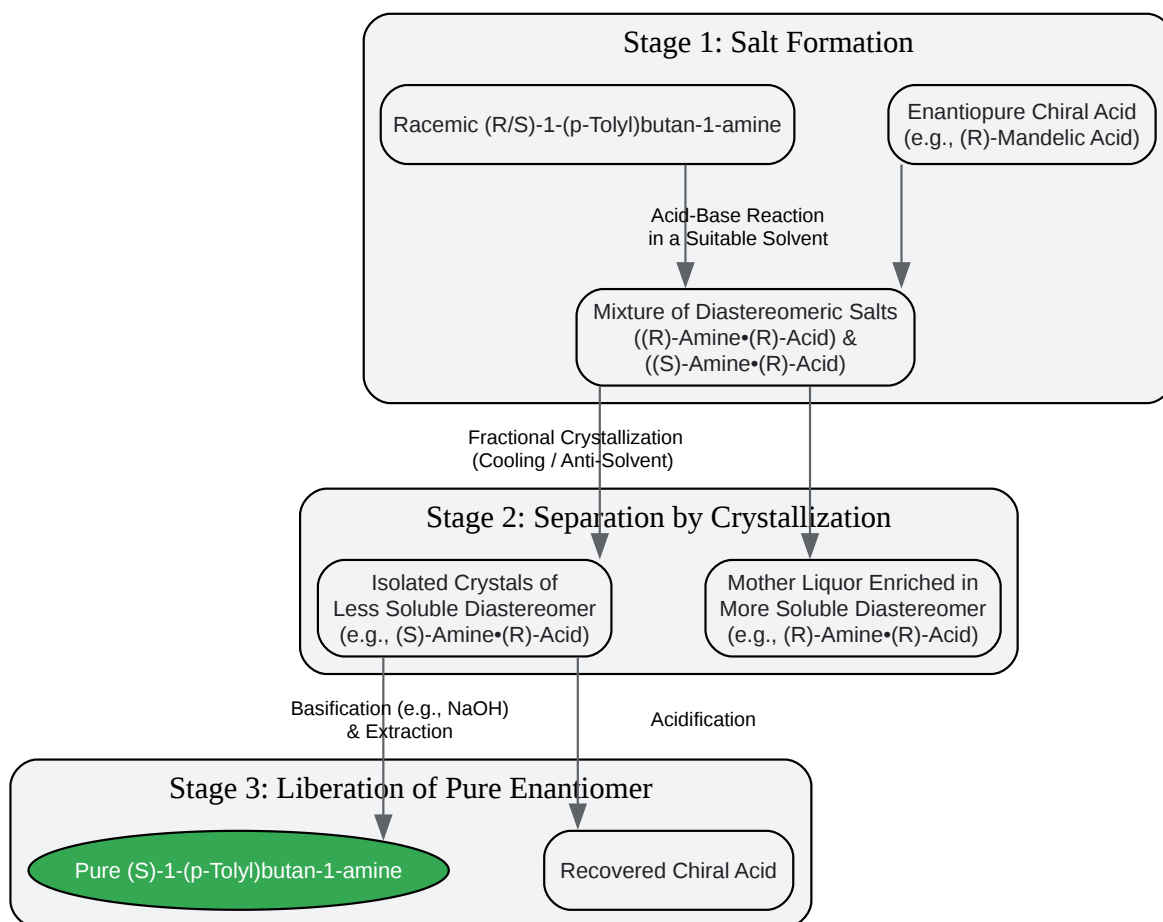 Stage 1: Salt Formation
Racemic (R/S)-1-(p-Tolyl)butan-1-amine
Enantiopure Chiral Acid
(e.g., (R)-Mandelic Acid)
Acid-Base Reaction
in a Suitable Solvent
Mixture of Diastereomeric Salts
((R)-Amine•(R)-Acid) &
((S)-Amine•(R)-Acid)
Fractional Crystallization
(Cooling / Anti-Solvent)
Stage 2: Separation by Crystallization
Isolated Crystals of
Less Soluble Diastereomer
(e.g., (S)-Amine•(R)-Acid)
Mother Liquor Enriched in
More Soluble Diastereomer
(e.g., (R)-Amine•(R)-Acid)
Basification (e.g., NaOH)
& Extraction
Acidification
Stage 3: Liberation of Pure Enantiomer
Pure (S)-1-(p-Tolyl)butan-1-amine
Recovered Chiral Acid